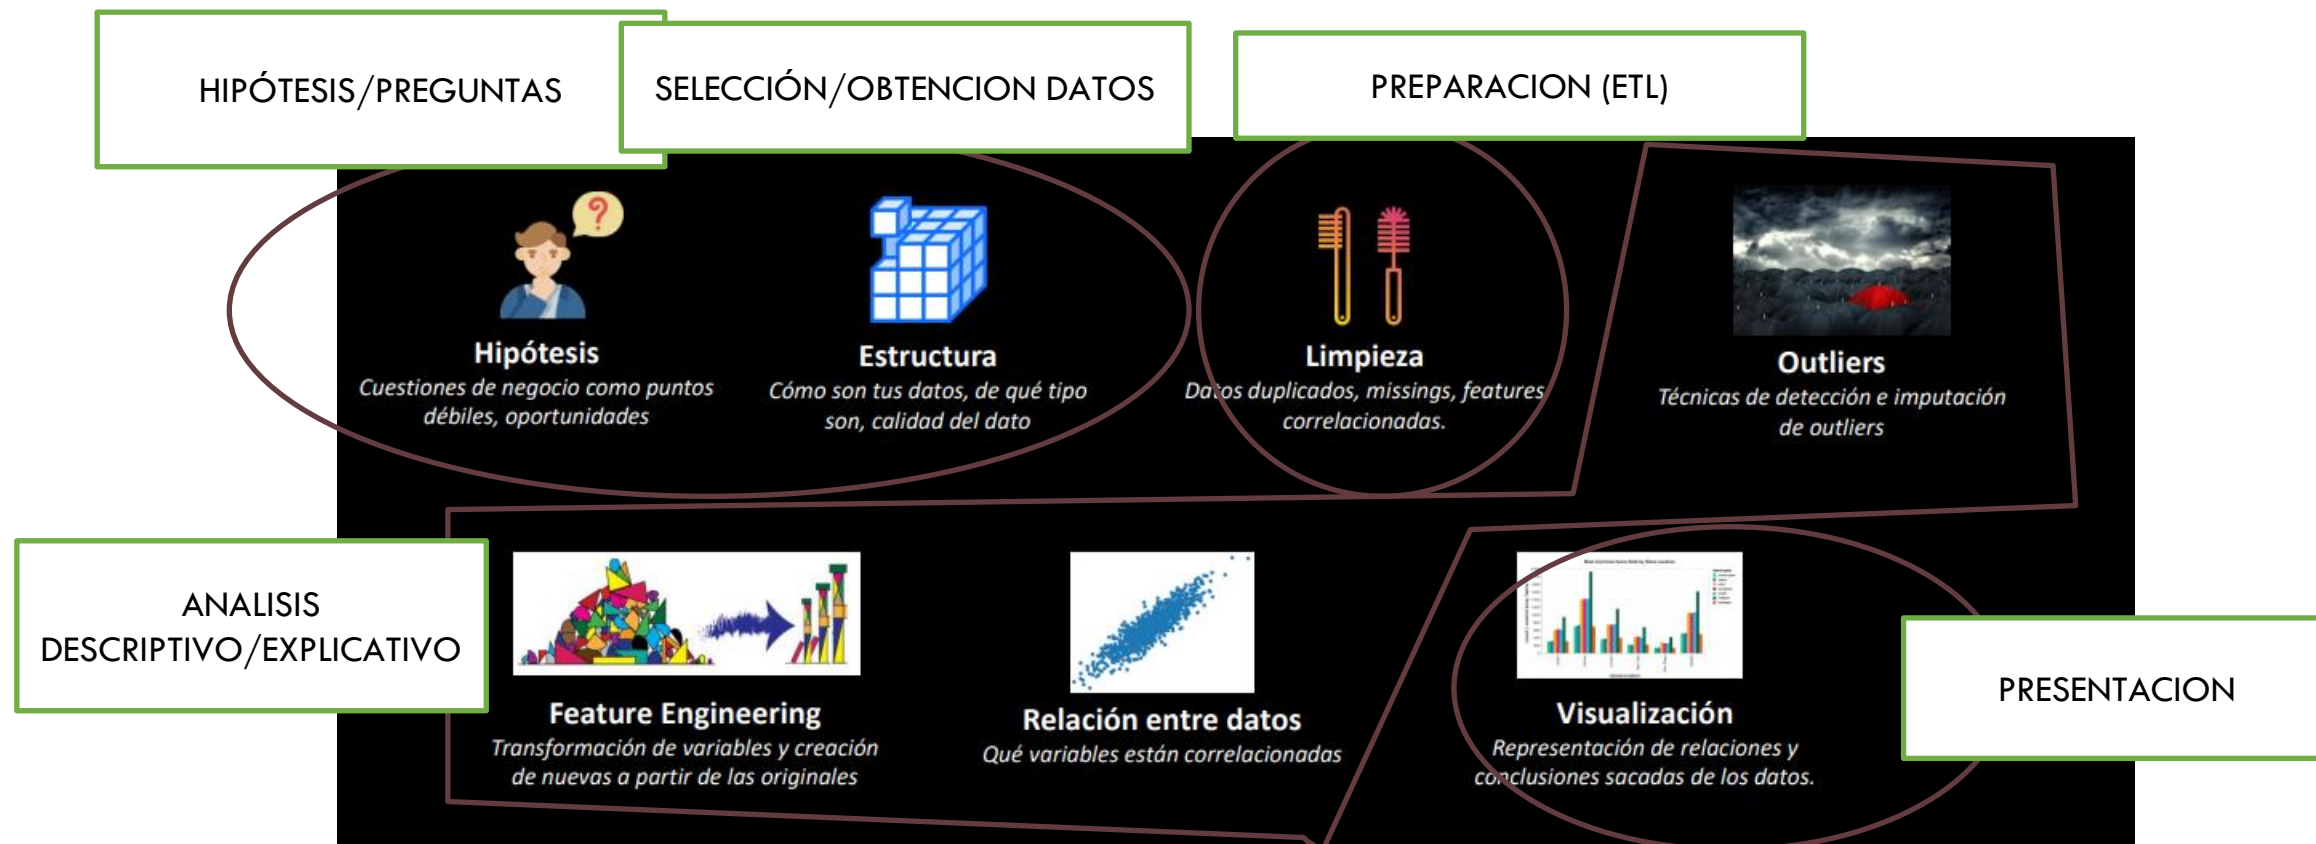 HIPÓTESIS/PREGUNTAS
SELECCIÓN/OBTENCION DATOS
PREPARACION (ETL)
?
Hipótesis
Cuestiones de negocio como puntos
débiles, oportunidades
Estructura
Cómo son tus datos, de qué tipo
son, calidad del dato
Limpieza
Datos duplicados, missings, features
correlacionadas.
Outliers
Técnicas de detección e imputación
de outliers
ANALISIS
DESCRIPTIVO/EXPLICATIVO
Feature Engineering
Transformación de variables y creación
de nuevas a partir de las originales
Relación entre datos
Qué variables están correlacionadas
Visualización
Representación de relaciones y
conclusiones sacadas de los datos.
PRESENTACION